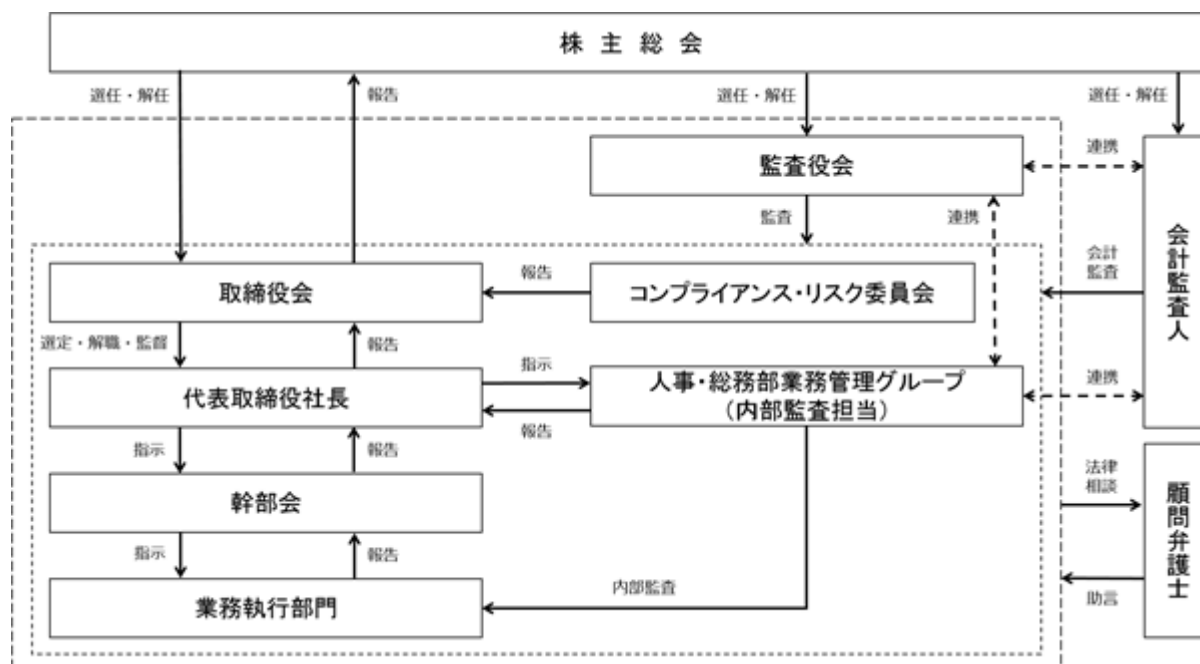 株主総会
選任・解任
報告
選任・解任
選任・解任
監査役会
連携
監査
連携
会計監査人
取締役会
報告
コンプライアンス・リスク委員会
会計
監査
選定・解職・監督
報告
指示
代表取締役社長
人事・総務部業務管理グループ
（内部監査担当）
連携
報告
指示
報告
法律
相談
顧問弁護士
幹部会
指示
報告
内部監査
助言
業務執行部門